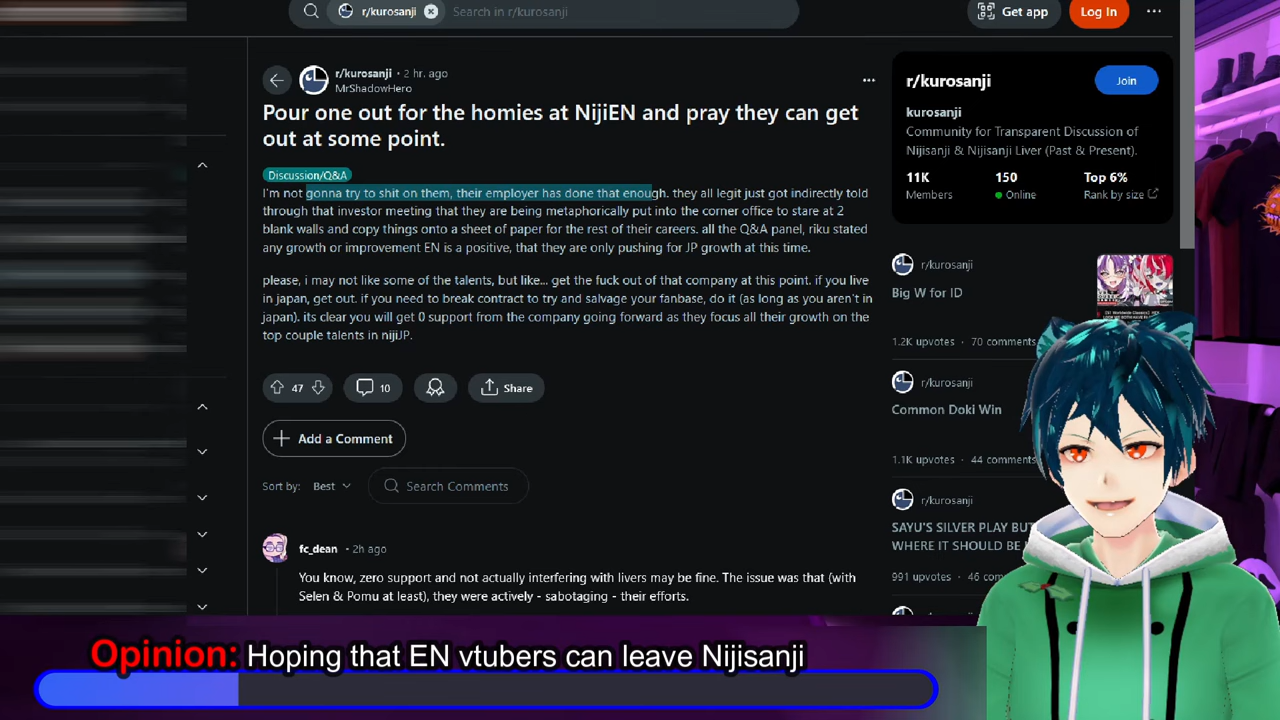 r/kurosanji
Search in r/kurosanji
Get app
Log In
r/kurosanji • 2 hr. ago
MrShadowHero
Pour one out for the homies at NijiEN and pray they can get
out at some point.
Discussion/Q&A
I'm not gonna try to shit on them, their employer has done that enough. they all legit just got indirectly told
through that investor meeting that they are being metaphorically put into the corner office to stare at 2
blank walls and copy things onto a sheet of paper for the rest of their careers. all the Q&A panel, riku stated
any growth or improvement EN is a positive, that they are only pushing for JP growth at this time.
please, i may not like some of the talents, but like... get the fuck out of that company at this point. if you live
in japan, get out. if you need to break contract to try and salvage your fanbase, do it (as long as you aren't in
japan). its clear you will get 0 support from the company going forward as they focus all their growth on the
top couple talents in nijiJP.
47
10
Share
Add a Comment
Sort by: Best
Search Comments
fc_dean • 2h ago
You know, zero support and not actually interfering with livers may be fine. The issue was that (with
Selen & Pomu at least), they were actively - sabotaging - their efforts.
r/kurosanji
Join
kurosanji
Community for Transparent Discussion of
Nijisanji & Nijisanji Liver (Past & Present)
11K 150 Top 6%
Members Online Rank by size
r/kurosanji
Big W for ID
1.2K upvotes • 70 comments
r/kurosanji
Common Doki Win
1.1K upvotes • 44 comments
r/kurosanji
SAYU'S SILVER PLAY BUT
WHERE IT SHOULD BE
991 upvotes • 46 com
r/kurosanji
Opinion: Hoping that EN vtubers can leave Nijisanji